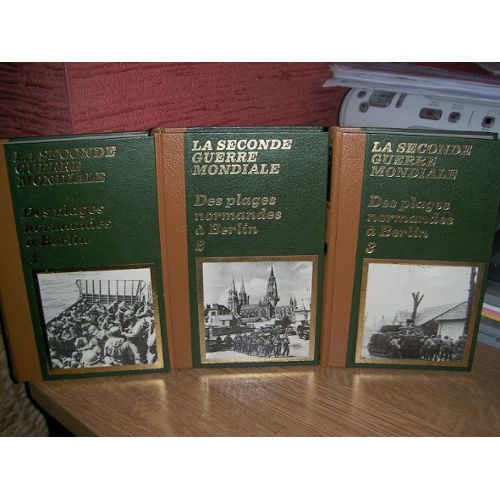 LA SECONDE
GUERRE
MONDIALE
Des plages
normandes
à Berlin
1
LA SECONDE
GUERRE
MONDIALE
Des plages
normandes
à Berlin
2
LA SECONDE
GUERRE
MONDIALE
Des plages
normandes
à Berlin
3